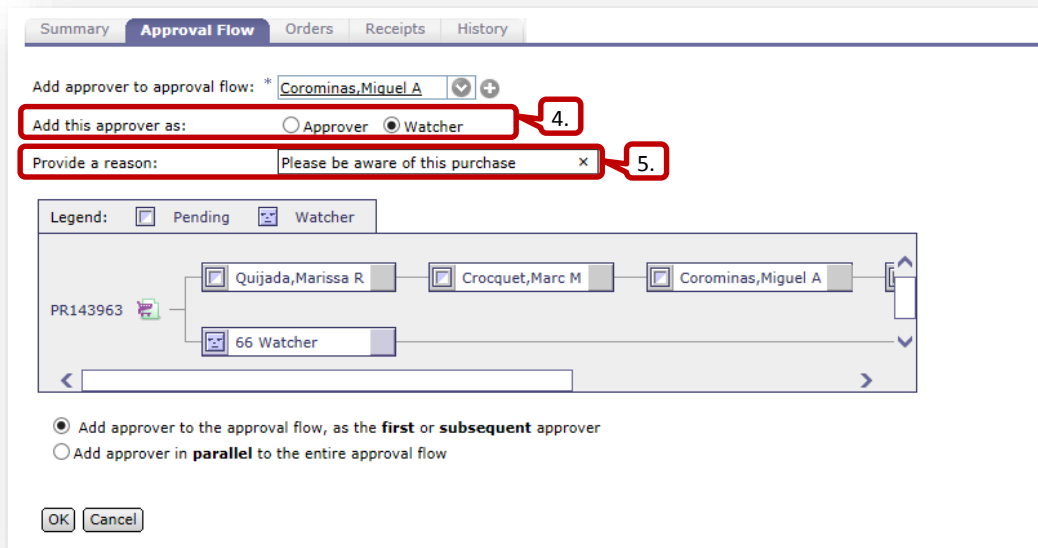 Summary Approval Flow Orders Receipts History
Add approver to approval flow: * Corominas,Miguel A
Add this approver as: Approver Watcher 4.
Provide a reason: Please be aware of this purchase × 5.
Legend: Pending Watcher
Quijada,Marissa R Crocquet,Marc M Corominas,Miguel A
PR143963
66 Watcher
Add approver to the approval flow, as the first or subsequent approver
Add approver in parallel to the entire approval flow
OK Cancel